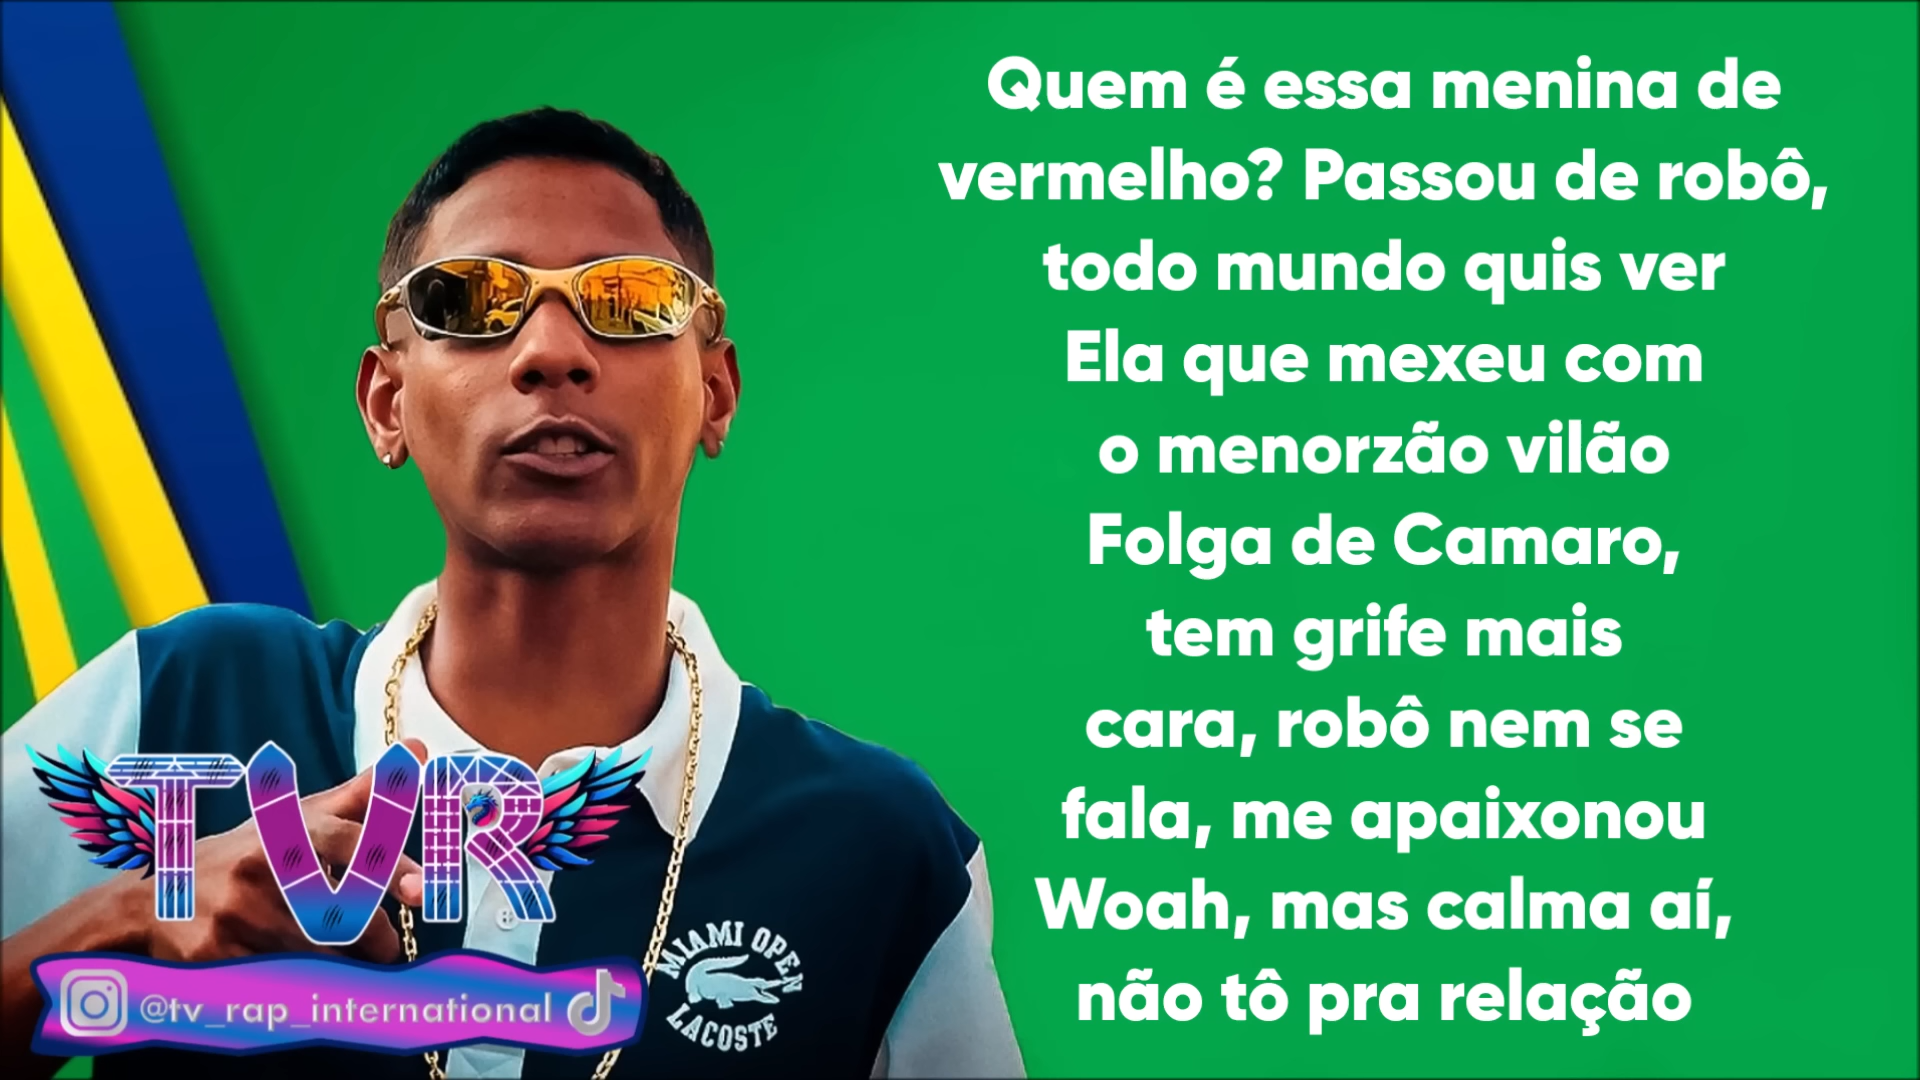 Quem é essa menina de
vermelho? Passou de robô,
todo mundo quis ver
Ela que mexeu com
o menorzão vilão
Folga de Camaro,
tem grife mais
cara, robô nem se
fala, me apaixonou
Woah, mas calma aí,
não tô pra relação
TVR
@tv_rap_international
MIAMI OPEN
LACOSTE